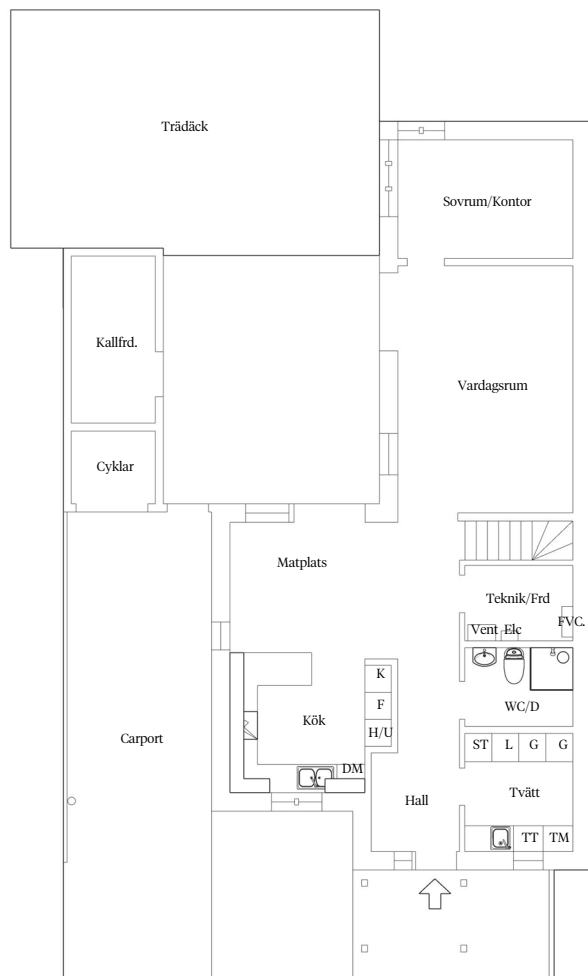 Trädäck
Sovrum/Kontor
Kallfrd.
Vardagsrum
Cyklar
Matplats
Teknik/Frd
FVC.
Vent Elc
K
F
H/U
Kök
WC/D
Carport
ST L G G
DM
Hall
Tvätt
TT TM